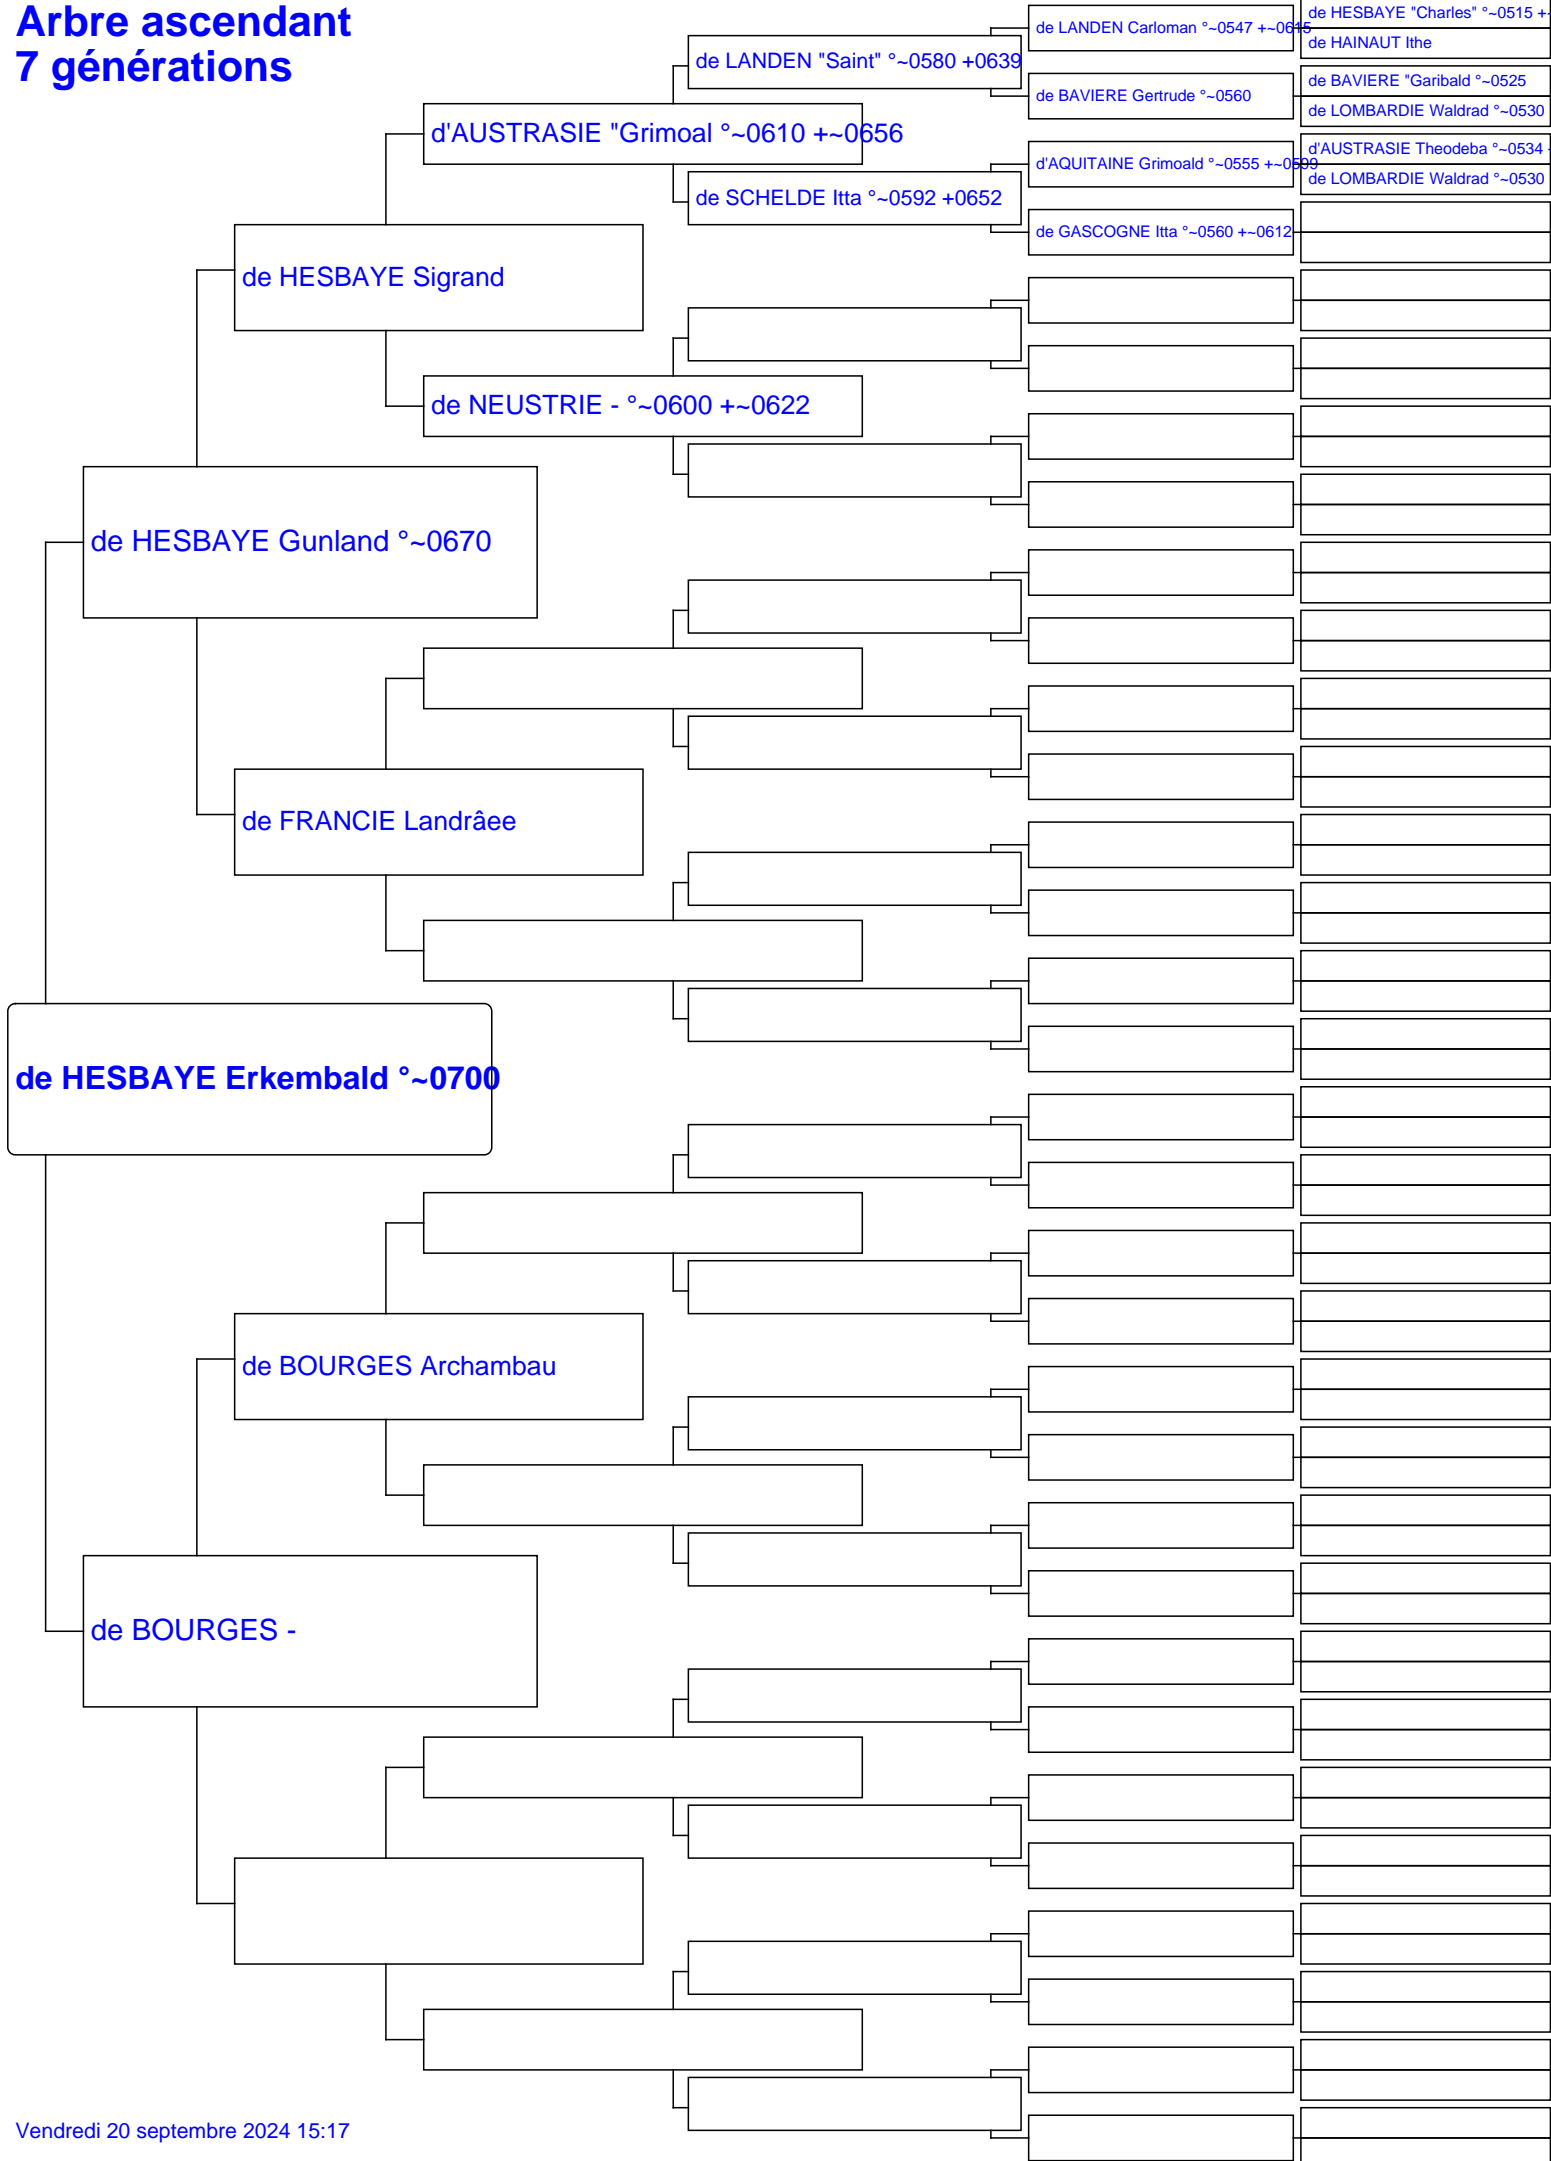 Arbre ascendant
7 générations
de HESBAYE "Charles" °~0515 +
de LANDEN Carloman °~0547 +~0615
de HAINAUT Ithe
de LANDEN "Saint" °~0580 +0639
de BAVIERE "Garibald °~0525
de BAVIERE Gertrude °~0560
de LOMBARDIE Waldrad °~0530
d'AUSTRASIE "Grimoal °~0610 +~0656
d'AUSTRASIE Theodeba °~0534
d'AQUITAINE Grimoald °~0555 +~0599
de LOMBARDIE Waldrad °~0530
de SCHELDE Itta °~0592 +0652
de GASCOGNE Itta °~0560 +~0612
de HESBAYE Sigrand
de NEUSTRIE - °~0600 +~0622
de HESBAYE Gunland °~0670
de FRANCIE Landrâee
de HESBAYE Erkembald °~0700
de BOURGES Archambau
de BOURGES -
Vendredi 20 septembre 2024 15:17